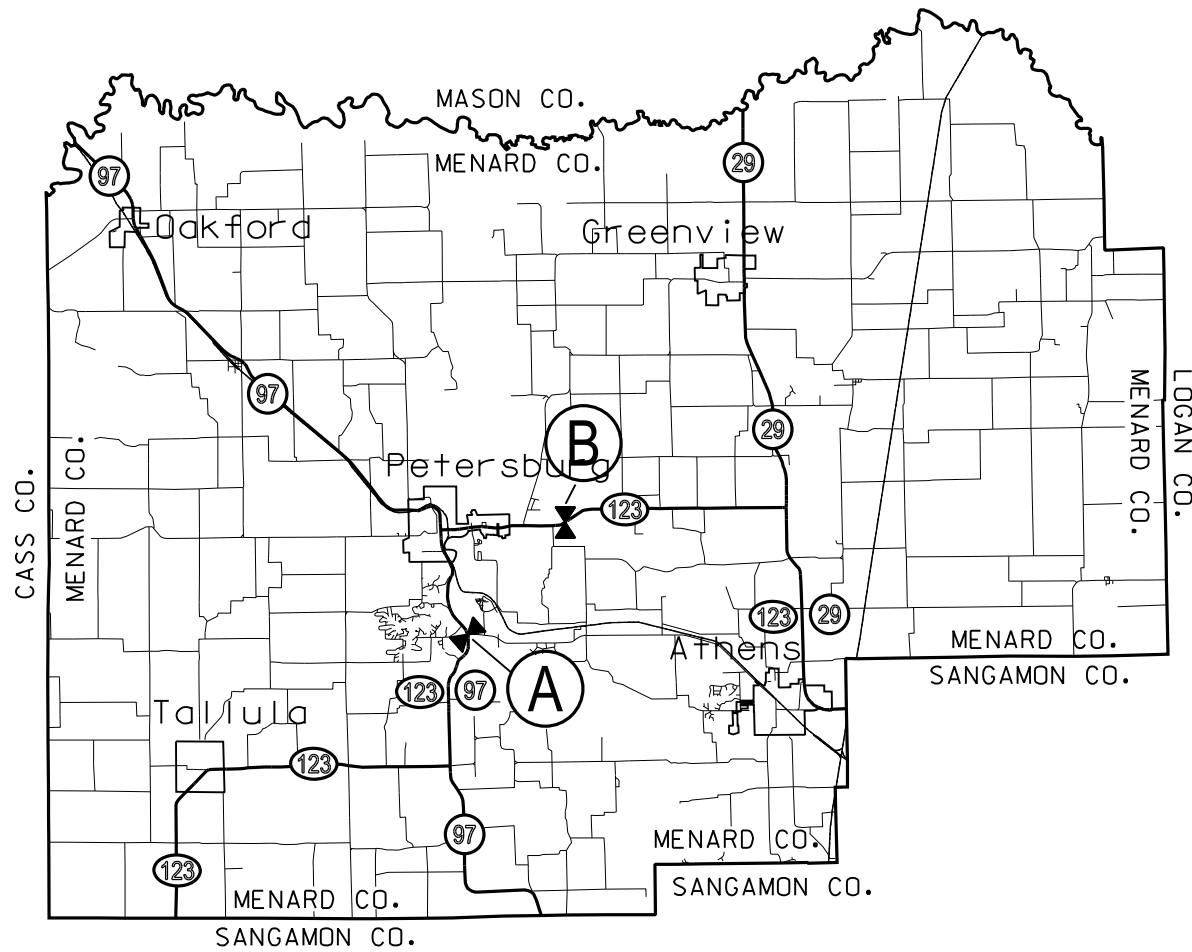 MASON CO.
MENARD CO.
97
29
Oakford
Greenview
97
29
LOGAN CO.
MENARD CO.
B
Petersburg
CASS CO.
MENARD CO.
123
123
29
Athens
MENARD CO.
SANGAMON CO.
123
97
A
Tallula
123
97
MENARD CO.
SANGAMON CO.
123
MENARD CO.
SANGAMON CO.